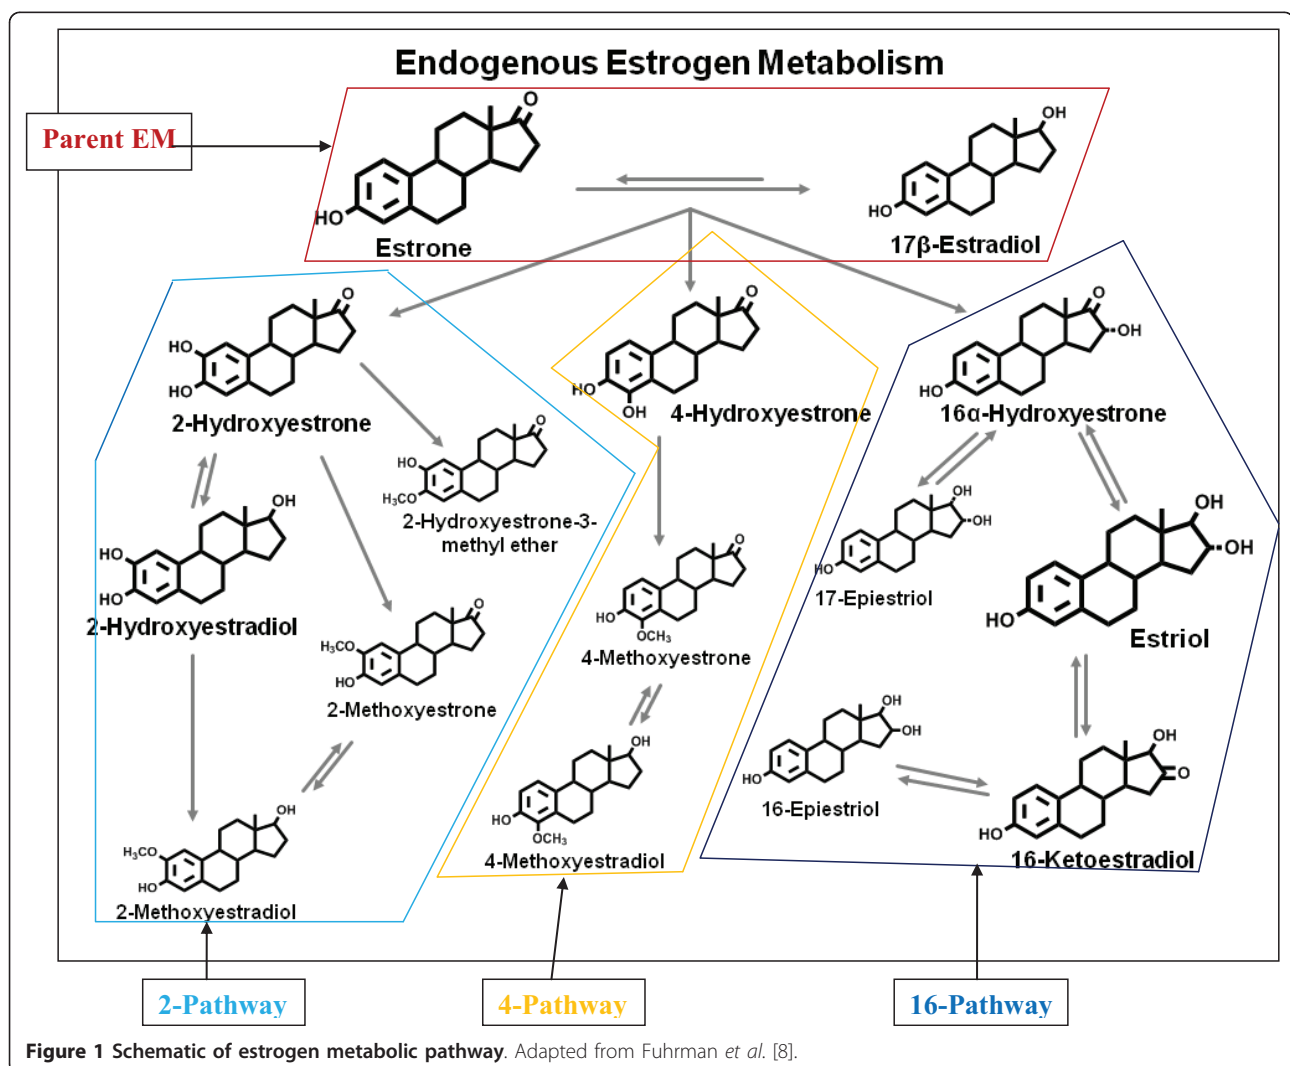 Endogenous Estrogen Metabolism
Parent EM
O
HO
Estrone
OH
HO
17β-Estradiol
O
HO
HO
2-Hydroxyestrone
O
HO
OH
4-Hydroxyestrone
O
OH
HO
16α-Hydroxyestrone
O
HO
H₃CO
2-Hydroxyestrone-3-
methyl ether
OH
HO
HO
2-Hydroxyestradiol
OH
OH
HO
17-Epiestriol
OH
OH
HO
Estriol
O
H₃CO
HO
2-Methoxyestrone
O
HO
OCH₃
4-Methoxyestrone
OH
OH
HO
16-Epiestriol
OH
O
HO
16-Ketoestradiol
OH
H₃CO
HO
2-Methoxyestradiol
OH
HO
OCH₃
4-Methoxyestradiol
2-Pathway
4-Pathway
16-Pathway
Figure 1 Schematic of estrogen metabolic pathway. Adapted from Fuhrman et al. [8].